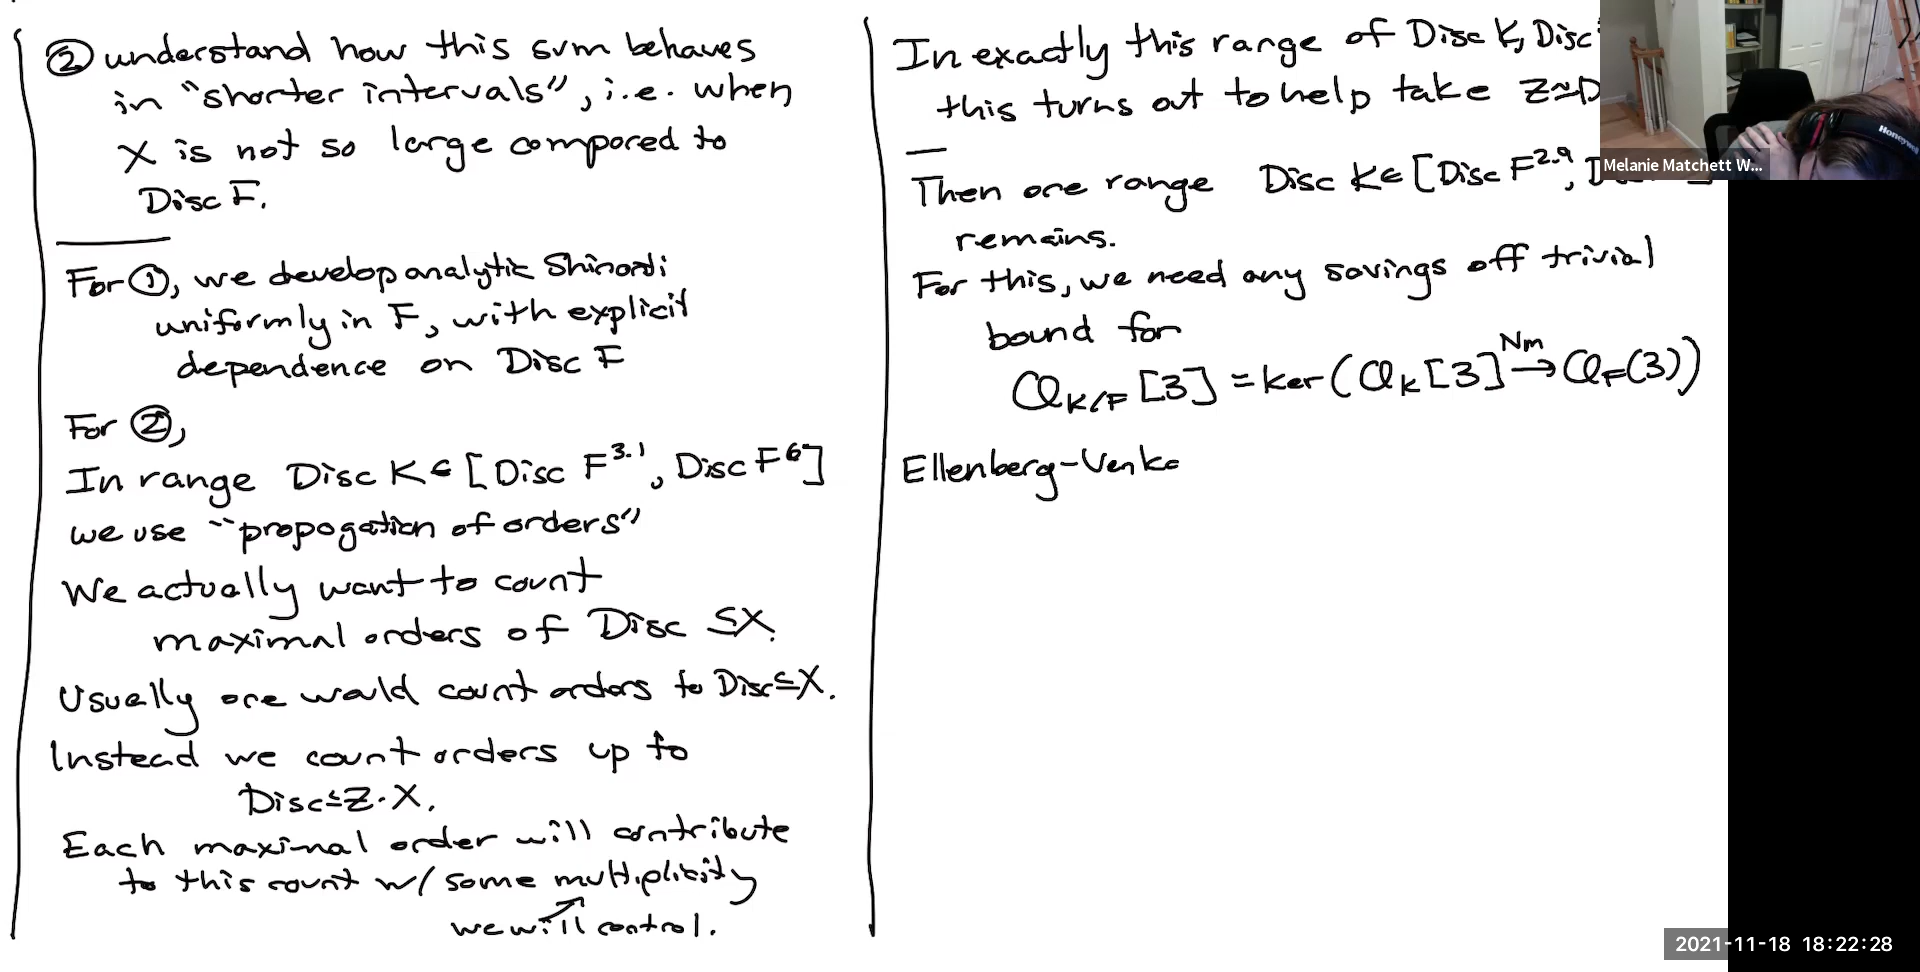 ② understand how this sum behaves
in "shorter intervals", i.e. when
X is not so large compared to
Disc F.
For ①, we develop analytic Shintani
uniformly in F, with explicit
dependence on Disc F
For ②,
In range Disc K ∈ [Disc F^3.1, Disc F^6]
we use "propogation of orders"
We actually want to count
maximal orders of Disc ≤X.
Usually one would count orders to Disc≤X.
Instead we count orders up to
Disc≤Z·X.
Each maximal order will contribute
to this count w/ some multiplicity
we will control.
In exactly this range of Disc K, Disc
this turns out to help take Z≈D
Then one range Disc K∈[Disc F^2.9,
remains.
For this, we need any savings off trivial
bound for
Cl_K/F [3] = ker(Cl_K[3] Nm→ Cl_F(3))
Ellenberg-Venka
Honeywell
Melanie Matchett W...
2021-11-18 18:22:28